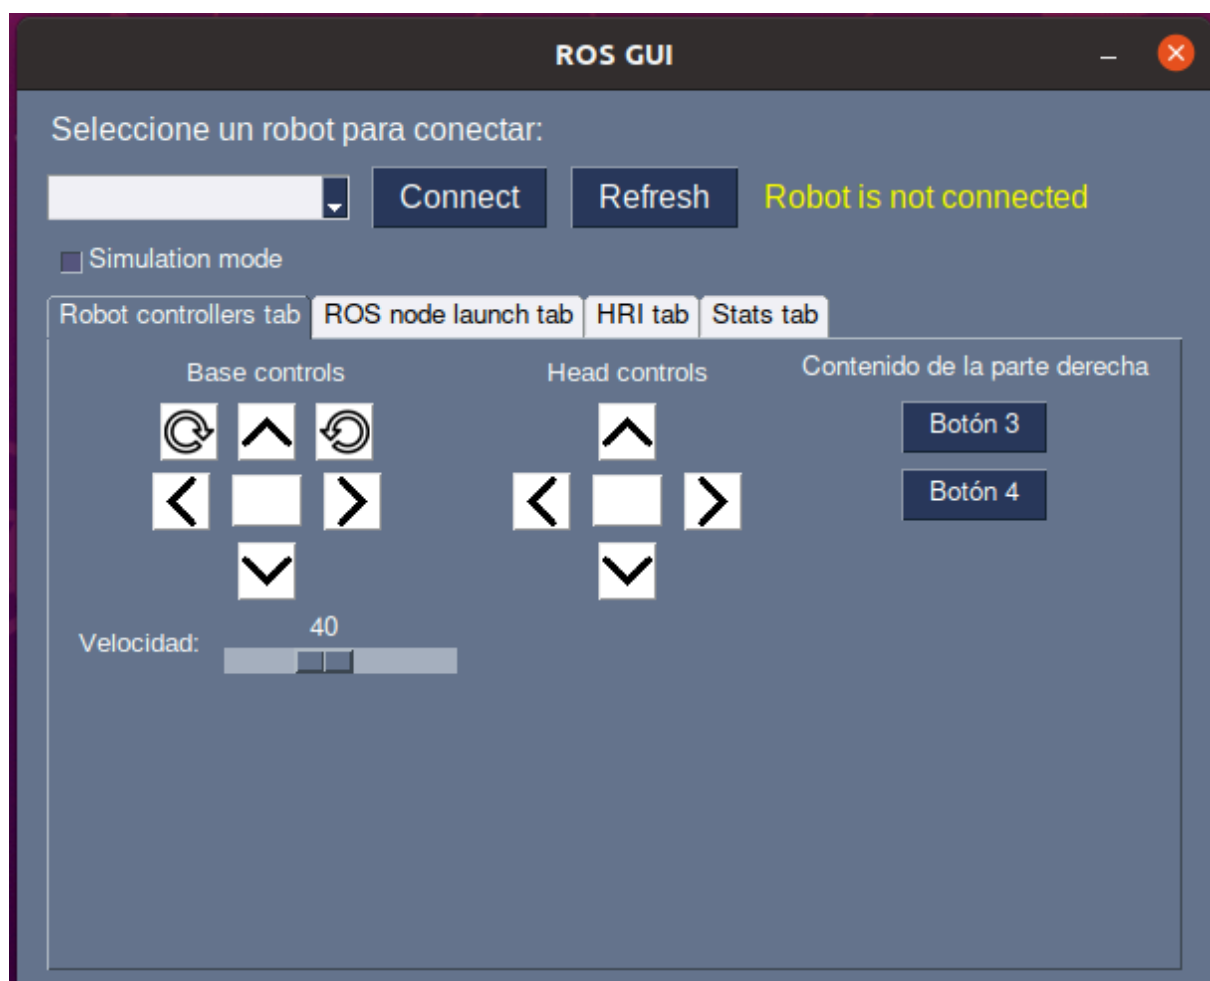 ROS GUI
Seleccione un robot para conectar:
Connect Refresh Robot is not connected
Simulation mode
Robot controllers tab ROS node launch tab HRI tab Stats tab
Base controls Head controls Contenido de la parte derecha
Botón 3
Botón 4
40
Velocidad: